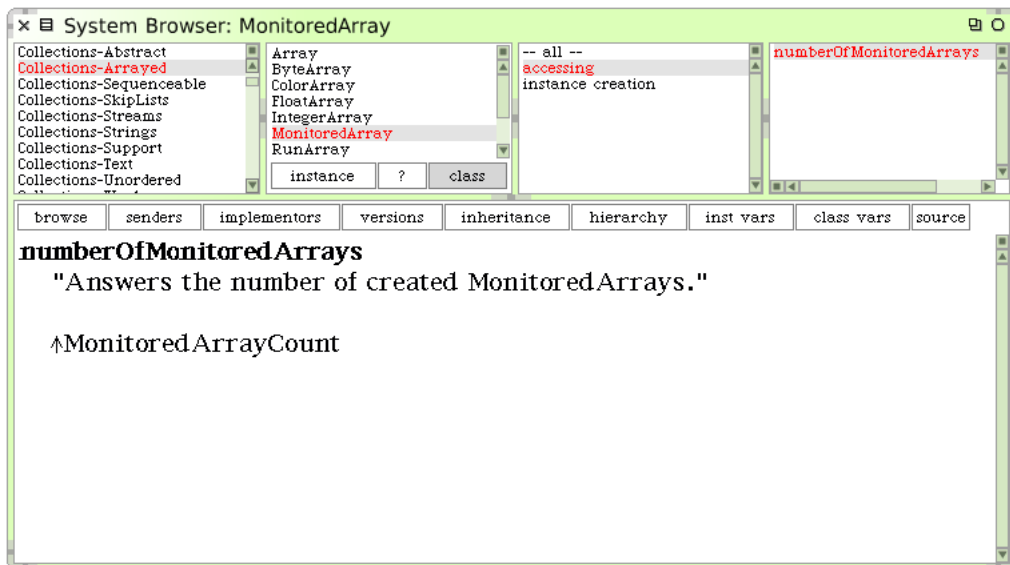 System Browser: MonitoredArray
Collections-Abstract
Collections-Arrayed
Collections-Sequenceable
Collections-SkipLists
Collections-Streams
Collections-Strings
Collections-Support
Collections-Text
Collections-Unordered
Array
ByteArray
ColorArray
FloatArray
IntegerArray
MonitoredArray
RunArray
instance ? class
-- all --
accessing
instance creation
numberOfMonitoredArrays
browse senders implementors versions inheritance hierarchy inst vars class vars source
numberOfMonitoredArrays
"Answers the number of created MonitoredArrays."
↑MonitoredArrayCount